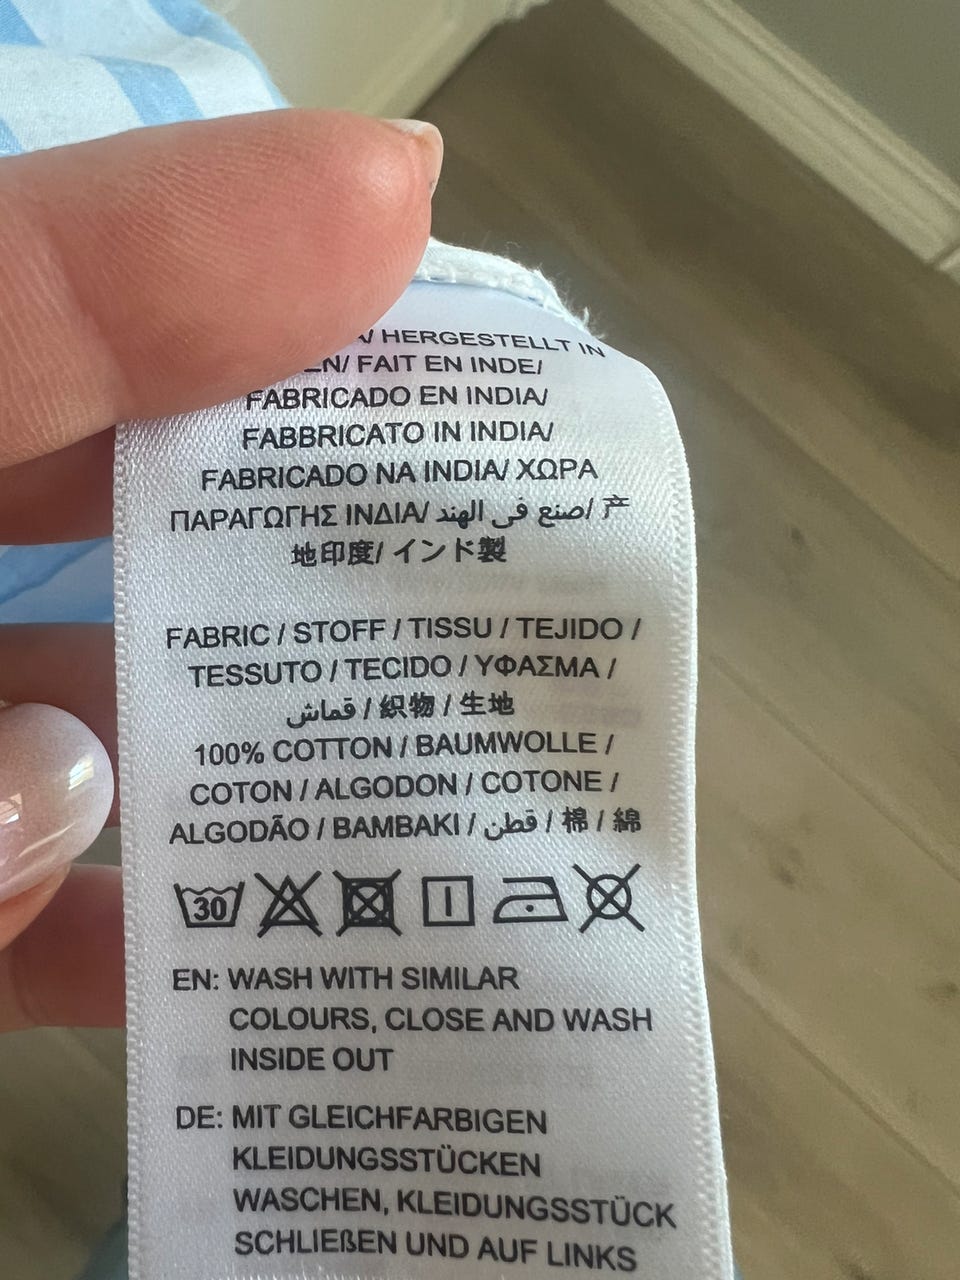 HERGESTELLT IN
FAIT EN INDE/
FABRICADO EN INDIA/
FABBRICATO IN INDIA/
FABRICADO NA INDIA/ ΧΩΡΑ
ΠΑΡΑΓΩΓΗΣ ΙΝΔΙΑ/ صنع في الهند/ 产
地印度/ インド製
FABRIC / STOFF / TISSU / TEJIDO /
TESSUTO / TECIDO / ΥΦΑΣΜΑ /
قماش / 織物 / 生地
100% COTTON / BAUMWOLLE /
COTON / ALGODON / COTONE /
ALGODÃO / BAMBAKI / قطن / 棉 / 綿
30
EN: WASH WITH SIMILAR
COLOURS, CLOSE AND WASH
INSIDE OUT
DE: MIT GLEICHFARBIGEN
KLEIDUNGSSTÜCKEN
WASCHEN, KLEIDUNGSSTÜCK
SCHLIEßEN UND AUF LINKS